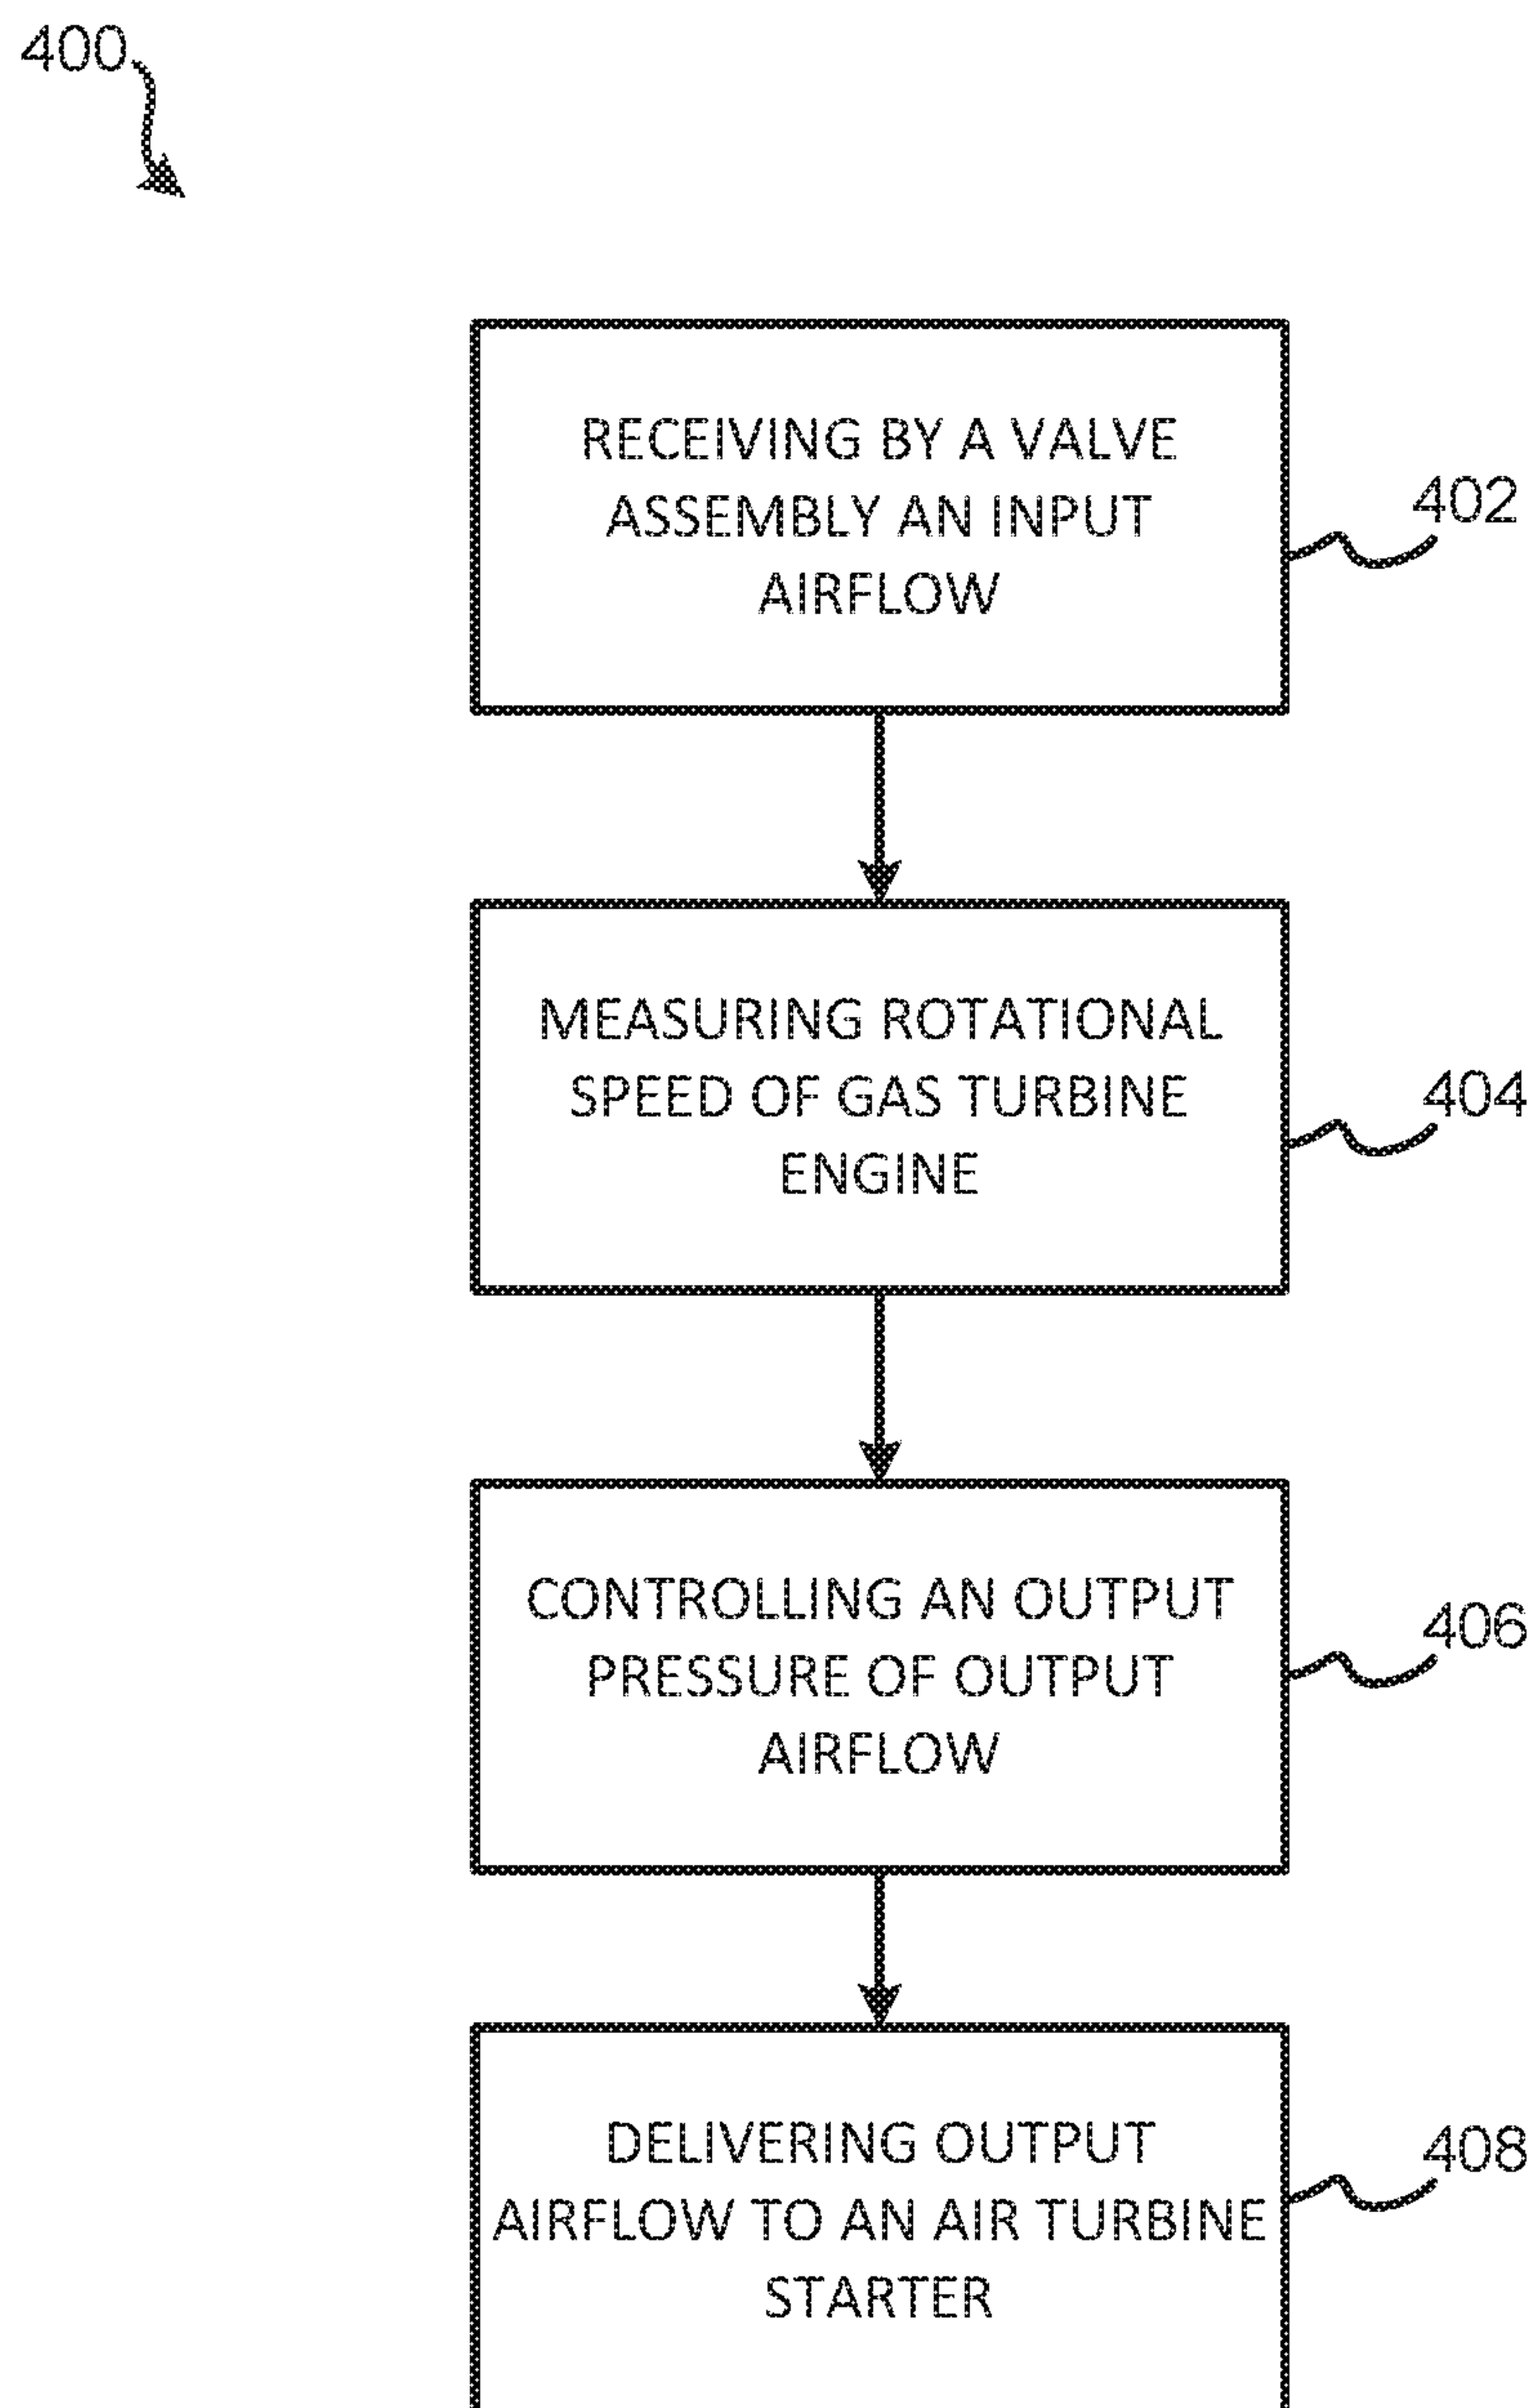 400
RECEIVING BY A VALVE
ASSEMBLY AN INPUT
AIRFLOW
402
MEASURING ROTATIONAL
SPEED OF GAS TURBINE
ENGINE
404
CONTROLLING AN OUTPUT
PRESSURE OF OUTPUT
AIRFLOW
406
DELIVERING OUTPUT
AIRFLOW TO AN AIR TURBINE
STARTER
408